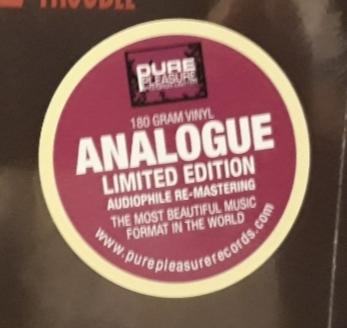 TROUBLE
PURE
PLEASURE
180 GRAM VINYL
ANALOGUE
LIMITED EDITION
AUDIOPHILE RE-MASTERING
THE MOST BEAUTIFUL MUSIC
FORMAT IN THE WORLD
www.purepleasurerecords.com